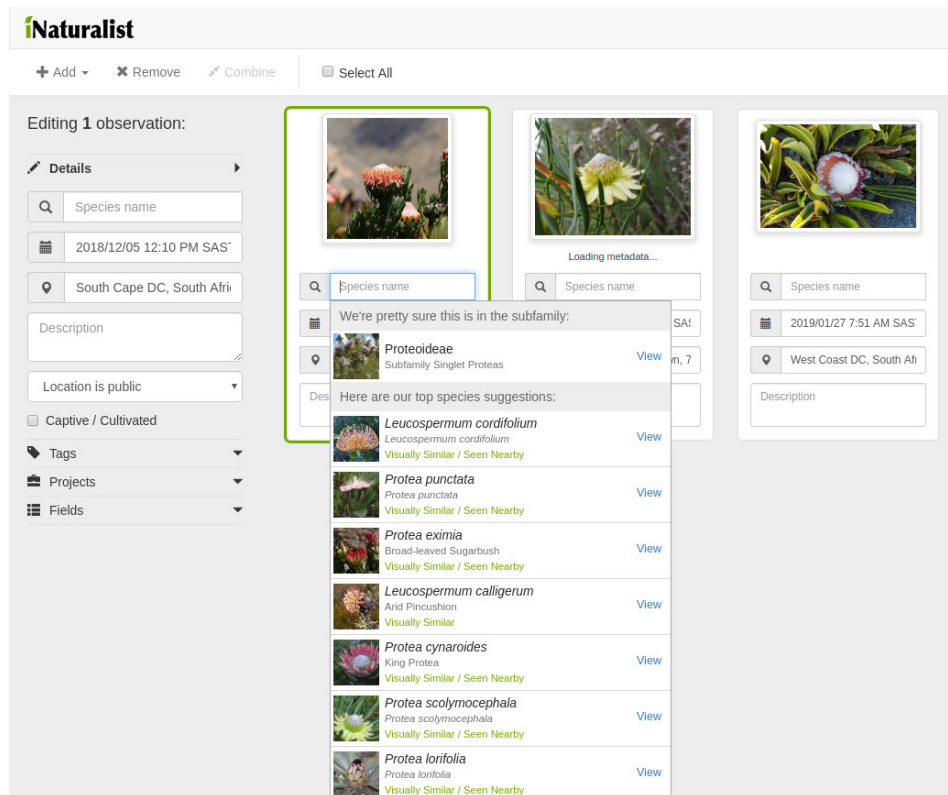 iNaturalist
Add
Remove
Combine
Select All
Editing 1 observation:
Details
Species name
2018/12/05 12:10 PM SAS
South Cape DC, South Afri
Description
Location is public
Captive / Cultivated
Tags
Projects
Fields
Species name
Loading metadata...
Species name
SAS
n, 7
Species name
2019/01/27 7:51 AM SAS
West Coast DC, South Afr
Description
Des
We're pretty sure this is in the subfamily:
Proteoideae
Subfamily Singlet Proteas
View
Here are our top species suggestions:
Leucospermum cordifolium
Leucospermum cordifolium
Visually Similar / Seen Nearby
View
Protea punctata
Protea punctata
Visually Similar / Seen Nearby
View
Protea eximia
Broad-leaved Sugarbush
Visually Similar / Seen Nearby
View
Leucospermum calligerum
Arid Pincushion
Visually Similar
View
Protea cynaroides
King Protea
Visually Similar / Seen Nearby
View
Protea scolymocephala
Protea scolymocephala
Visually Similar / Seen Nearby
View
Protea lorifolia
Protea lorifolia
Visually Similar / Seen Nearby
View